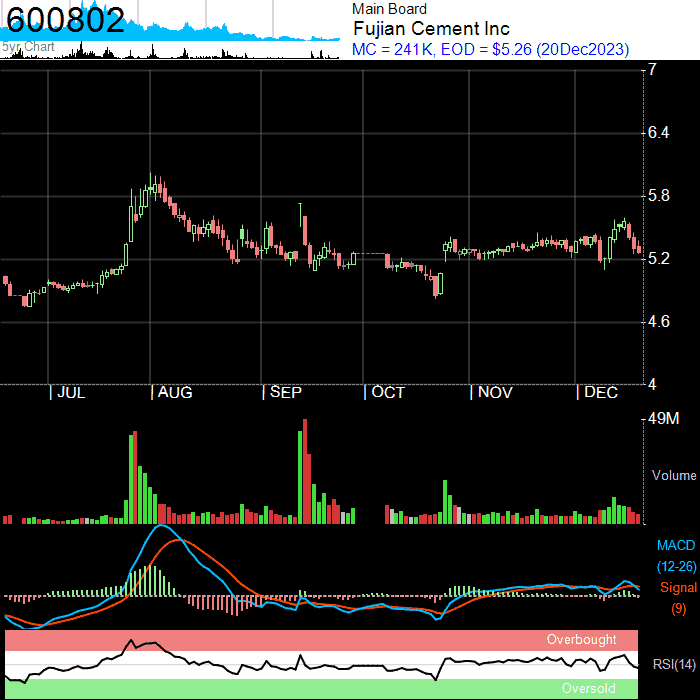 600802
5yr Chart
Main Board
Fujian Cement Inc
MC = 241K, EOD = $5.26 (20Dec2023)
7
6.4
5.8
5.2
4.6
4
JUL
AUG
SEP
OCT
NOV
DEC
49M
Volume
MACD
(12-26)
Signal
(9)
Overbought
RSI(14)
Oversold